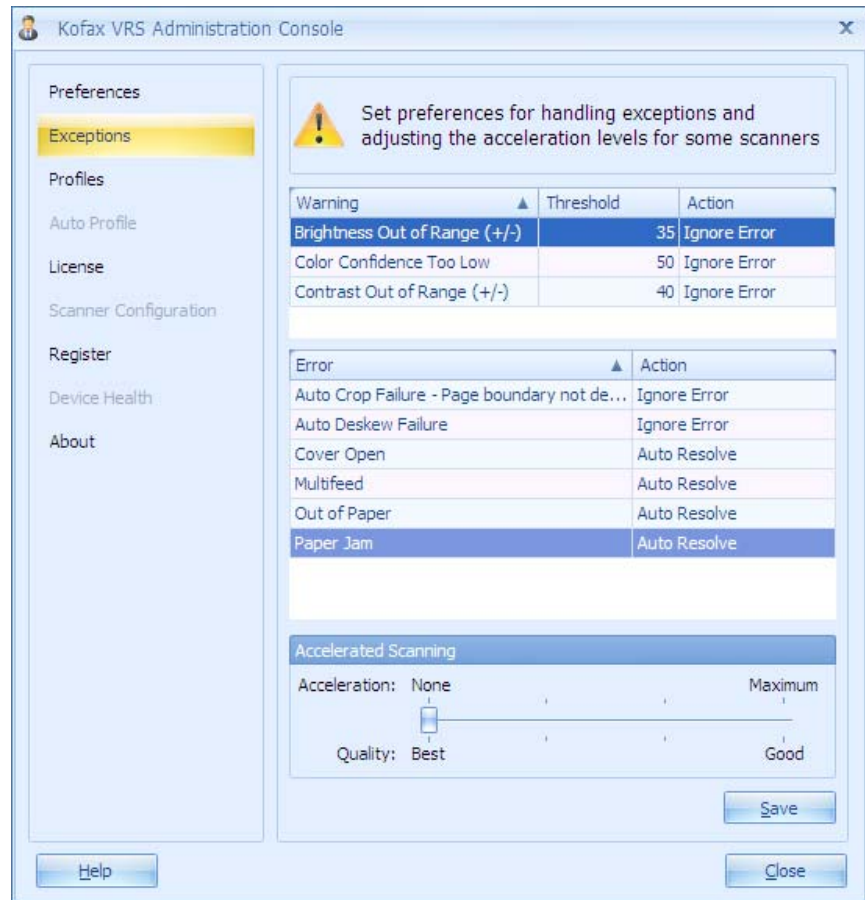 Kofax VRS Administration Console
Preferences
Exceptions
Profiles
Auto Profile
License
Scanner Configuration
Register
Device Health
About
Set preferences for handling exceptions and
adjusting the acceleration levels for some scanners
Warning Threshold Action
Brightness Out of Range (+/-) 35 Ignore Error
Color Confidence Too Low 50 Ignore Error
Contrast Out of Range (+/-) 40 Ignore Error
Error Action
Auto Crop Failure - Page boundary not de... Ignore Error
Auto Deskew Failure Ignore Error
Cover Open Auto Resolve
Multifeed Auto Resolve
Out of Paper Auto Resolve
Paper Jam Auto Resolve
Accelerated Scanning
Acceleration: None Maximum
Quality: Best Good
Save
Help Close